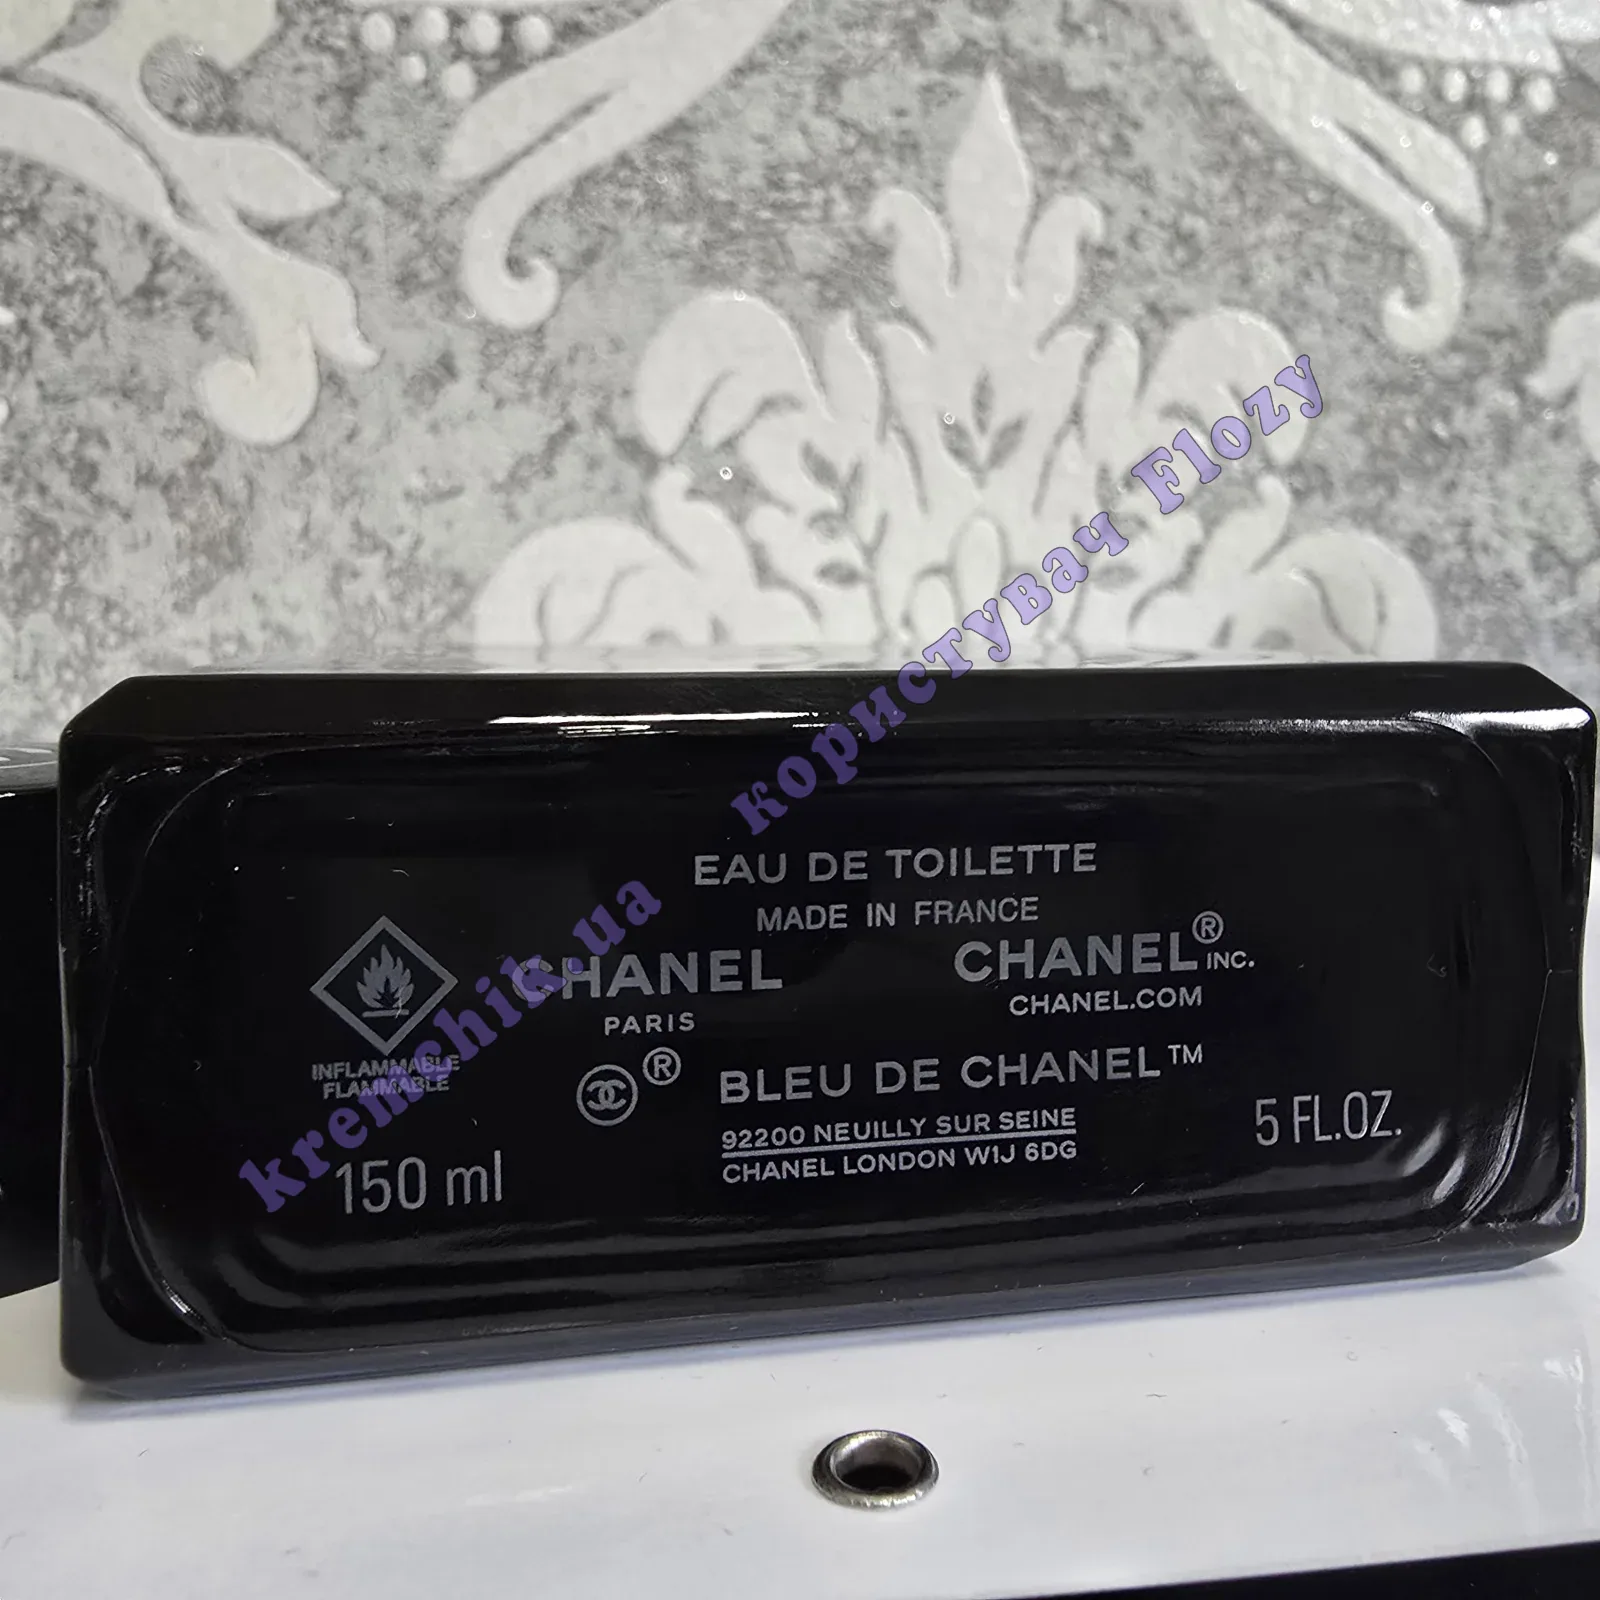 EAU DE TOILETTE
MADE IN FRANCE
CHANEL
PARIS
CHANEL® INC.
CHANEL.COM
INFLAMMABLE
FLAMMABLE
®
BLEU DE CHANEL™
92200 NEUILLY SUR SEINE
CHANEL LONDON W1J 6DG
150 ml
5 FL.OZ.
kremchik.ua користувач Flozy